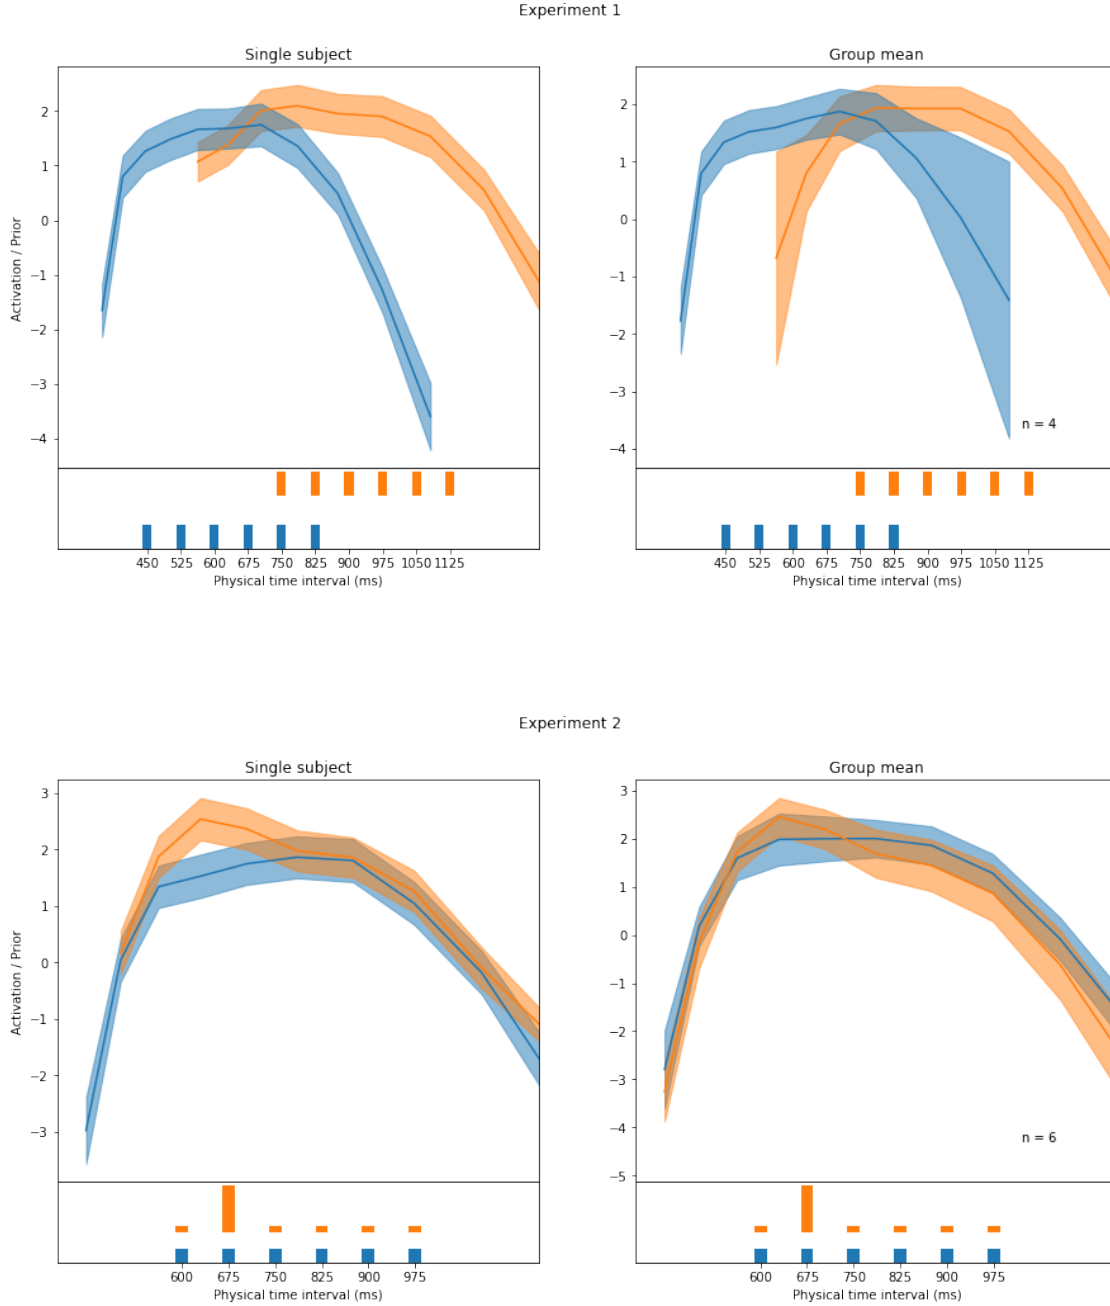 Experiment 1
Single subject
Group mean
Activation / Prior
2
1
0
−1
−2
−3
−4
2
1
0
−1
−2
−3
−4
n = 4
450 525 600 675 750 825 900 975 1050 1125
Physical time interval (ms)
450 525 600 675 750 825 900 975 1050 1125
Physical time interval (ms)
Experiment 2
Single subject
Group mean
Activation / Prior
3
2
1
0
−1
−2
−3
3
2
1
0
−1
−2
−3
−4
−5
n = 6
600 675 750 825 900 975
Physical time interval (ms)
600 675 750 825 900 975
Physical time interval (ms)